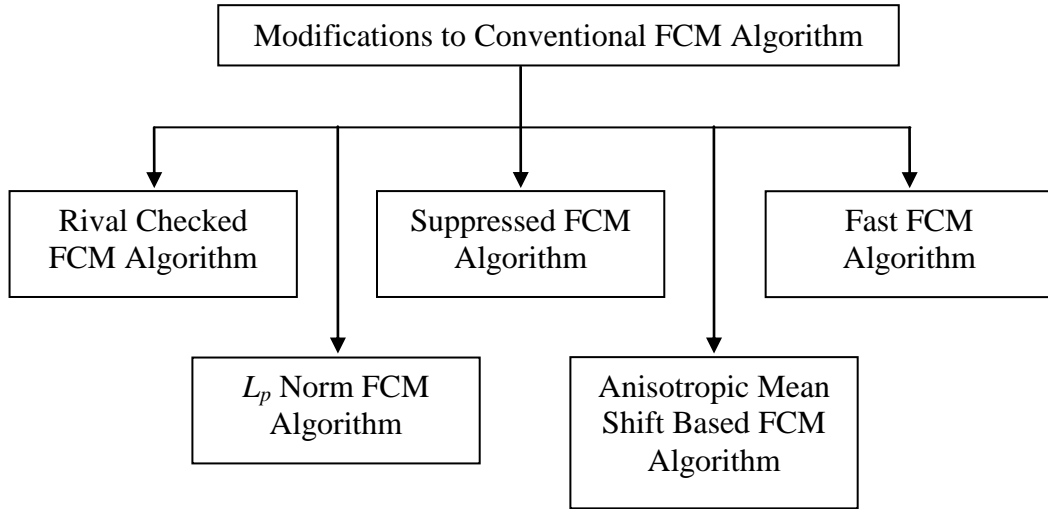 Modifications to Conventional FCM Algorithm
Rival Checked
FCM Algorithm
Suppressed FCM
Algorithm
Fast FCM
Algorithm
Lp Norm FCM
Algorithm
Anisotropic Mean
Shift Based FCM
Algorithm